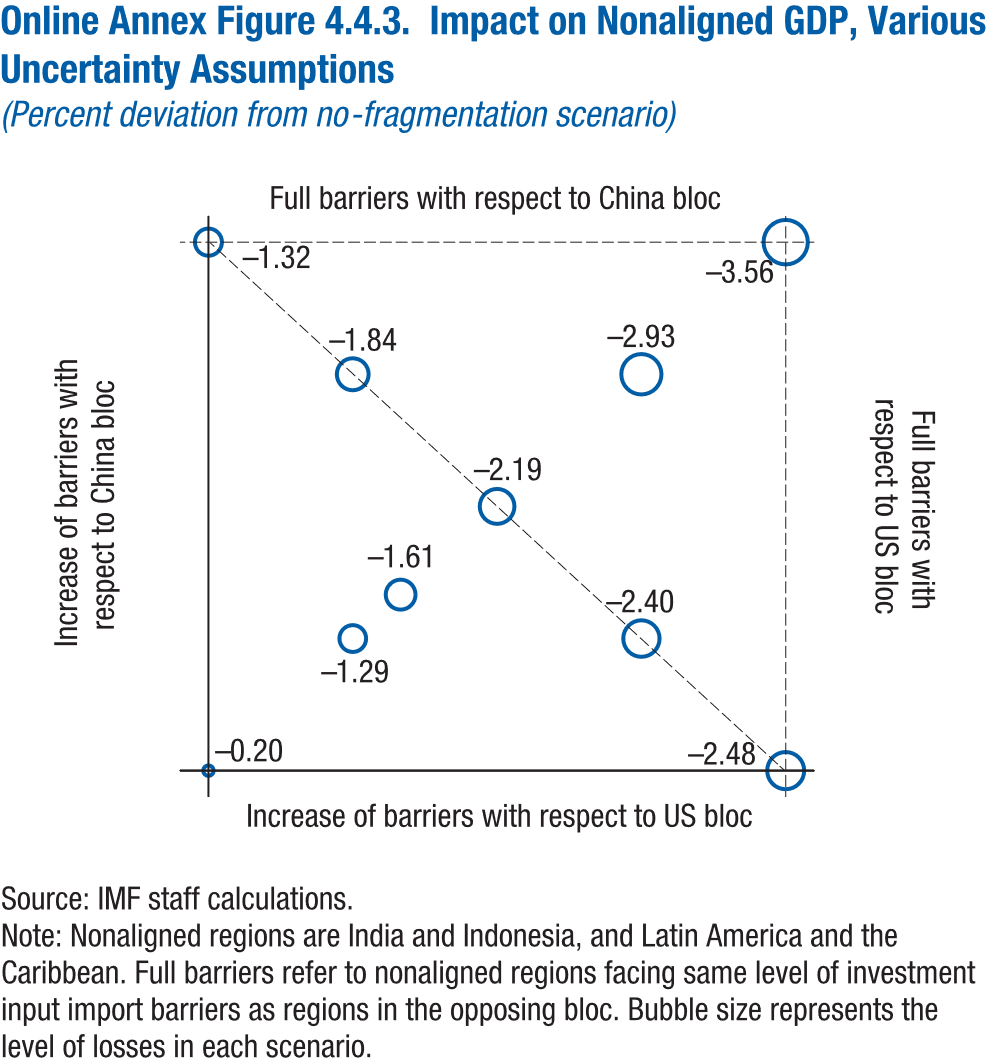 Online Annex Figure 4.4.3.  Impact on Nonaligned GDP, Various
Uncertainty Assumptions
(Percent deviation from no-fragmentation scenario)
Full barriers with respect to China bloc
–1.32
–3.56
–1.84
–2.93
Increase of barriers with
respect to China bloc
Full barriers with
respect to US bloc
–2.19
–1.61
–2.40
–1.29
–0.20
–2.48
Increase of barriers with respect to US bloc
Source: IMF staff calculations.
Note: Nonaligned regions are India and Indonesia, and Latin America and the
Caribbean. Full barriers refer to nonaligned regions facing same level of investment
input import barriers as regions in the opposing bloc. Bubble size represents the
level of losses in each scenario.